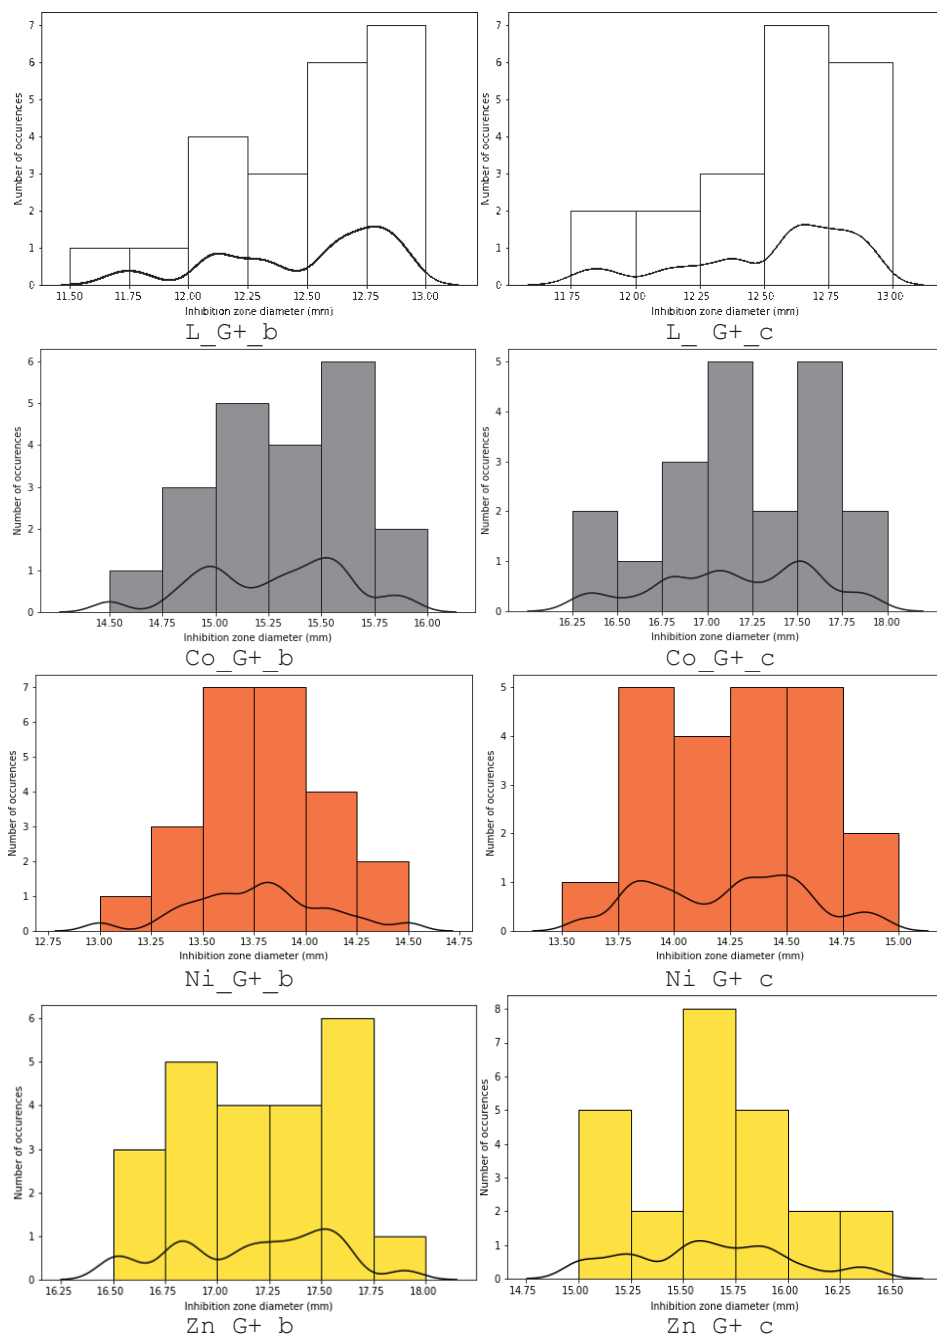 7
6
5
4
3
2
1
0
Number of occurences
11.50 11.75 12.00 12.25 12.50 12.75 13.00
Inhibition zone diameter (mm)
L_G+_b
7
6
5
4
3
2
1
0
Number of occurences
11.75 12.00 12.25 12.50 12.75 13.00
Inhibition zone diameter (mm)
L_ G+_c
6
5
4
3
2
1
0
Number of occurences
14.50 14.75 15.00 15.25 15.50 15.75 16.00
Inhibition zone diameter (mm)
Co_G+_b
5
4
3
2
1
0
Number of occurences
16.25 16.50 16.75 17.00 17.25 17.50 17.75 18.00
Inhibition zone diameter (mm)
Co_G+_c
7
6
5
4
3
2
1
0
Number of occurences
12.75 13.00 13.25 13.50 13.75 14.00 14.25 14.50 14.75
Inhibition zone diameter (mm)
Ni_G+_b
5
4
3
2
1
0
Number of occurences
13.50 13.75 14.00 14.25 14.50 14.75 15.00
Inhibition zone diameter (mm)
Ni G+ c
6
5
4
3
2
1
0
Number of occurences
16.25 16.50 16.75 17.00 17.25 17.50 17.75 18.00
Inhibition zone diameter (mm)
Zn G+ b
8
7
6
5
4
3
2
1
0
Number of occurences
14.75 15.00 15.25 15.50 15.75 16.00 16.25 16.50
Inhibition zone diameter (mm)
Zn G+ c